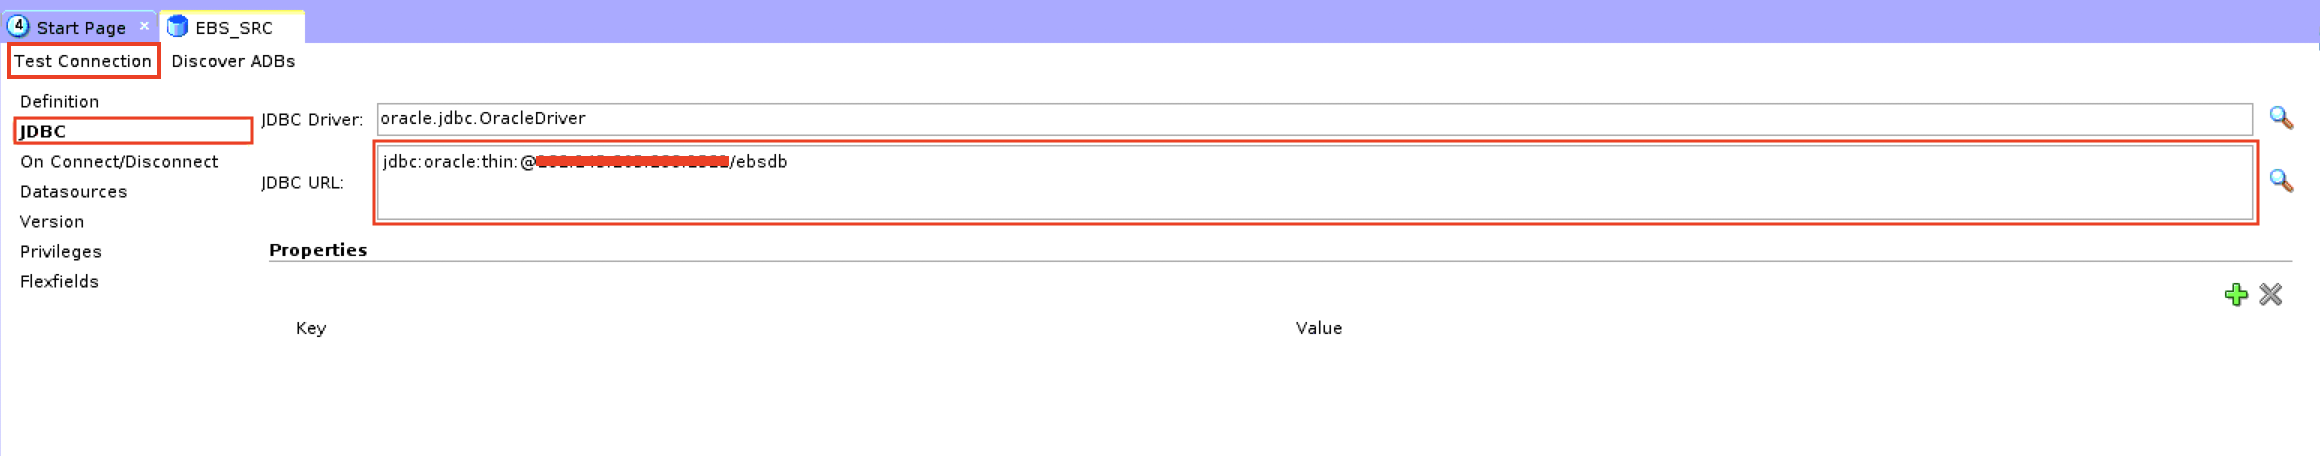 4 Start Page × EBS_SRC
Test Connection Discover ADBs
Definition
JDBC
On Connect/Disconnect
Datasources
Version
Privileges
Flexfields
JDBC Driver: oracle.jdbc.OracleDriver
JDBC URL: jdbc:oracle:thin:@ /ebsdb
Properties
Key Value